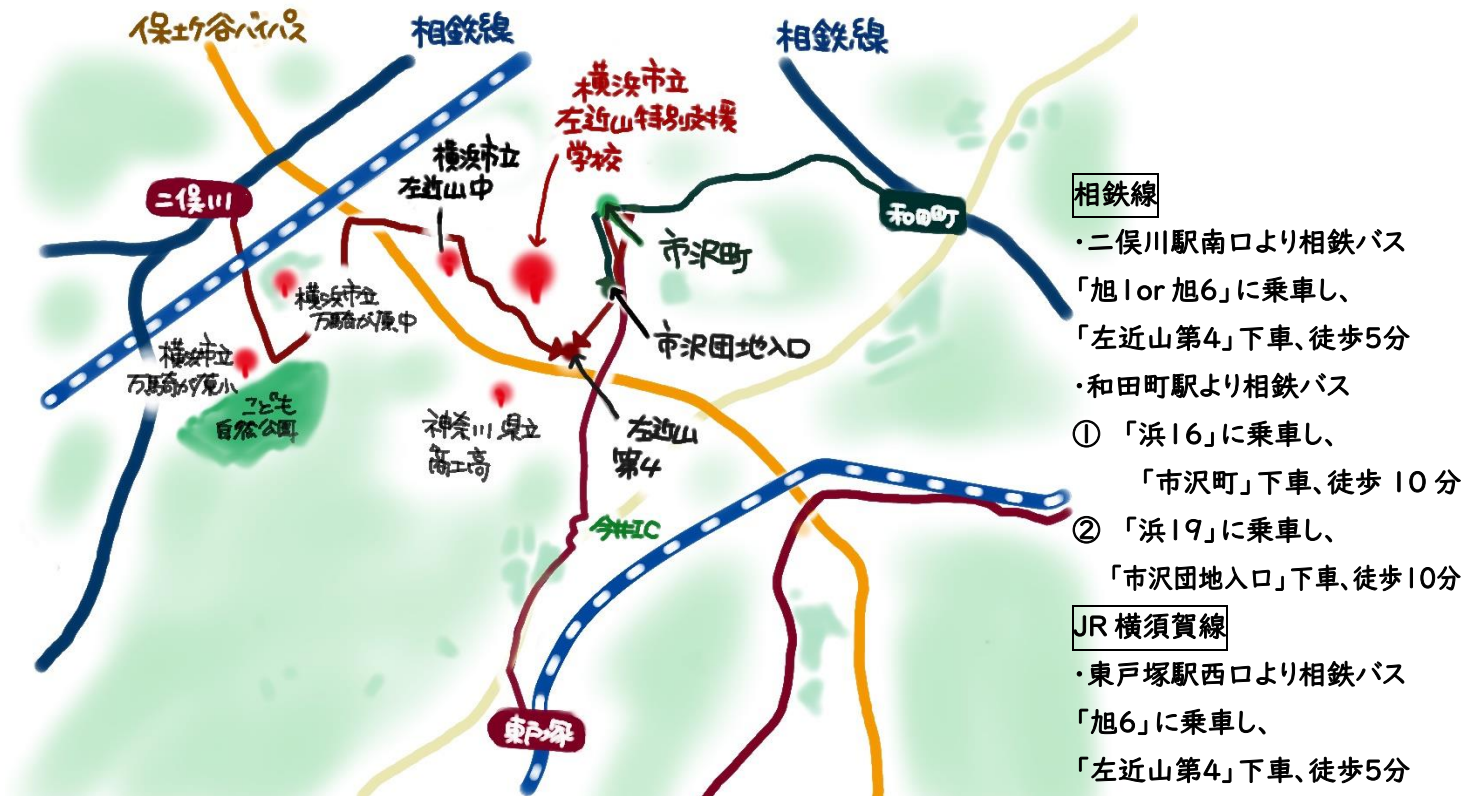 保土ヶ谷バイパス
相鉄線
相鉄線
横浜市立
左近山特別支援
学校
横浜市立
左近山中
二俣川
和田町
市沢町
横浜市立
万騎が原中
市沢団地入口
横浜市立
万騎が原小
こども
自然公園
神奈川県立
商工高
左近山
第4
今井IC
東戸塚
相鉄線
・二俣川駅南口より相鉄バス
「旭1or旭6」に乗車し、
「左近山第4」下車、徒歩5分
・和田町駅より相鉄バス
① 「浜16」に乗車し、
「市沢町」下車、徒歩 10 分
② 「浜19」に乗車し、
「市沢団地入口」下車、徒歩10分
JR 横須賀線
・東戸塚駅西口より相鉄バス
「旭6」に乗車し、
「左近山第4」下車、徒歩5分